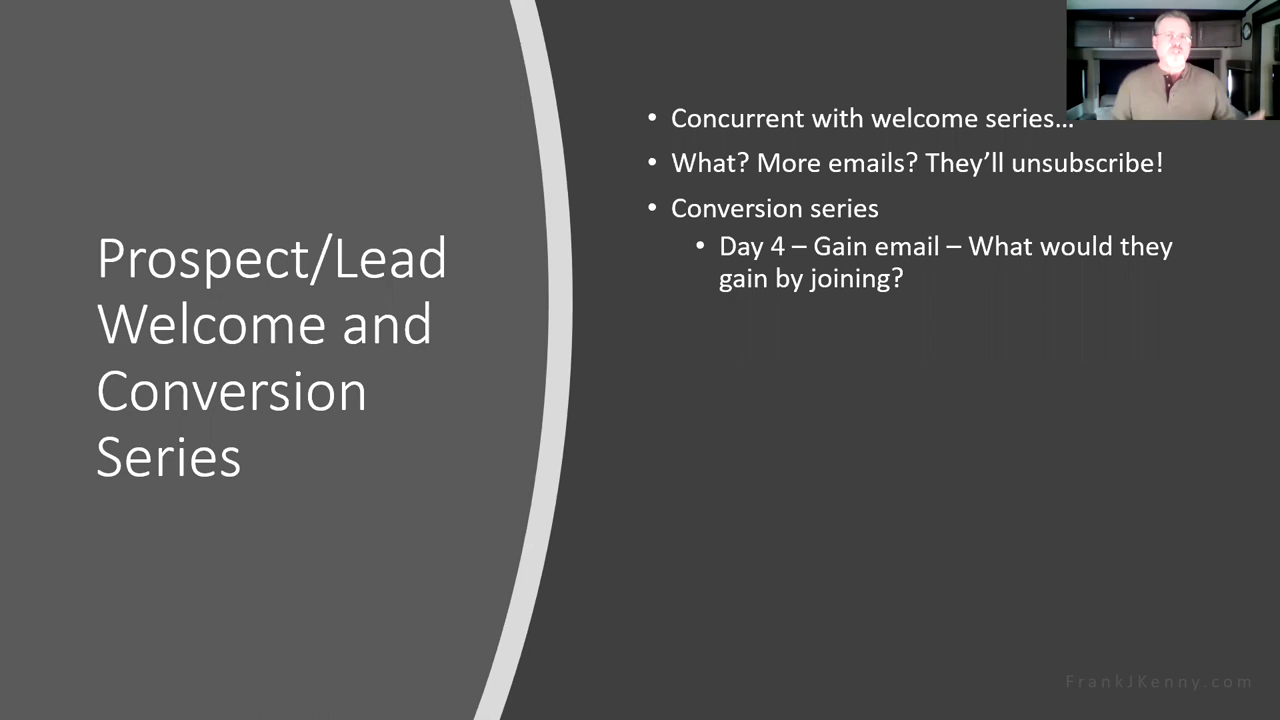 Prospect/Lead
Welcome and
Conversion
Series
• Concurrent with welcome series…
• What? More emails? They’ll unsubscribe!
• Conversion series
• Day 4 – Gain email – What would they
gain by joining?
FrankJKenny.com